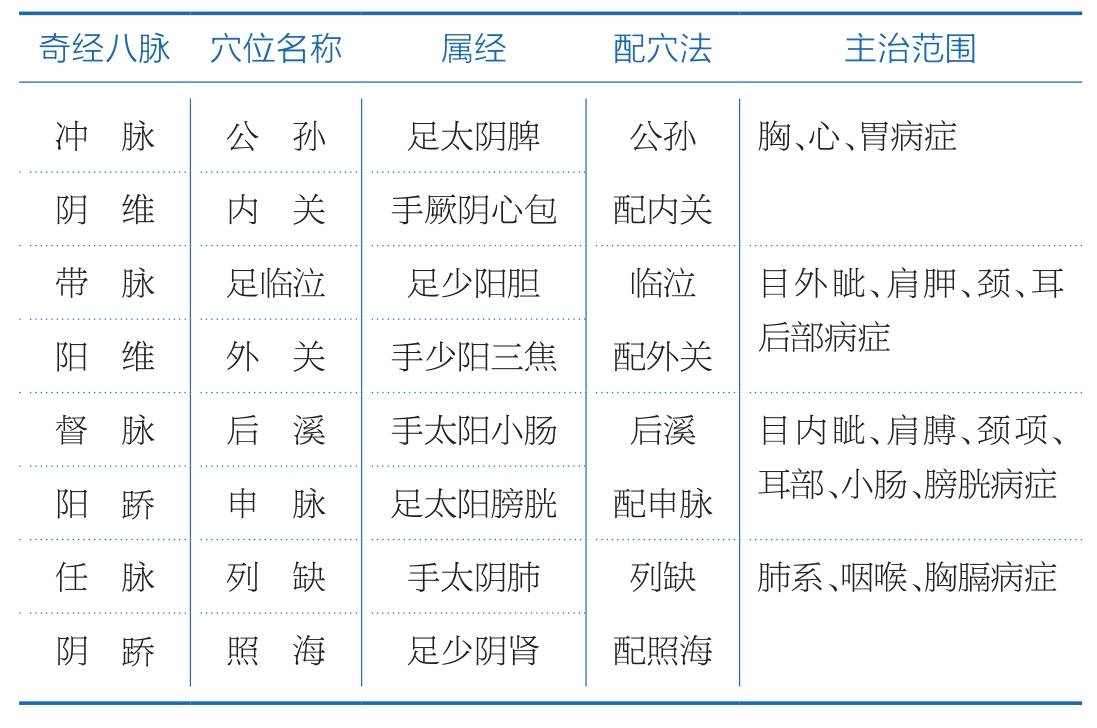 奇经八脉 穴位名称 属经 配穴法 主治范围
冲 脉 公 孙 足太阴脾 公孙 胸、心、胃病症
阴 维 内 关 手厥阴心包 配内关
带 脉 足临泣 足少阳胆 临泣 目外眦、肩胛、颈、耳
后部病症
阳 维 外 关 手少阳三焦 配外关
督 脉 后 溪 手太阳小肠 后溪 目内眦、肩膊、颈项、
耳部、小肠、膀胱病症
阳 跷 申 脉 足太阳膀胱 配申脉
任 脉 列 缺 手太阴肺 列缺 肺系、咽喉、胸膈病症
阴 跷 照 海 足少阴肾 配照海